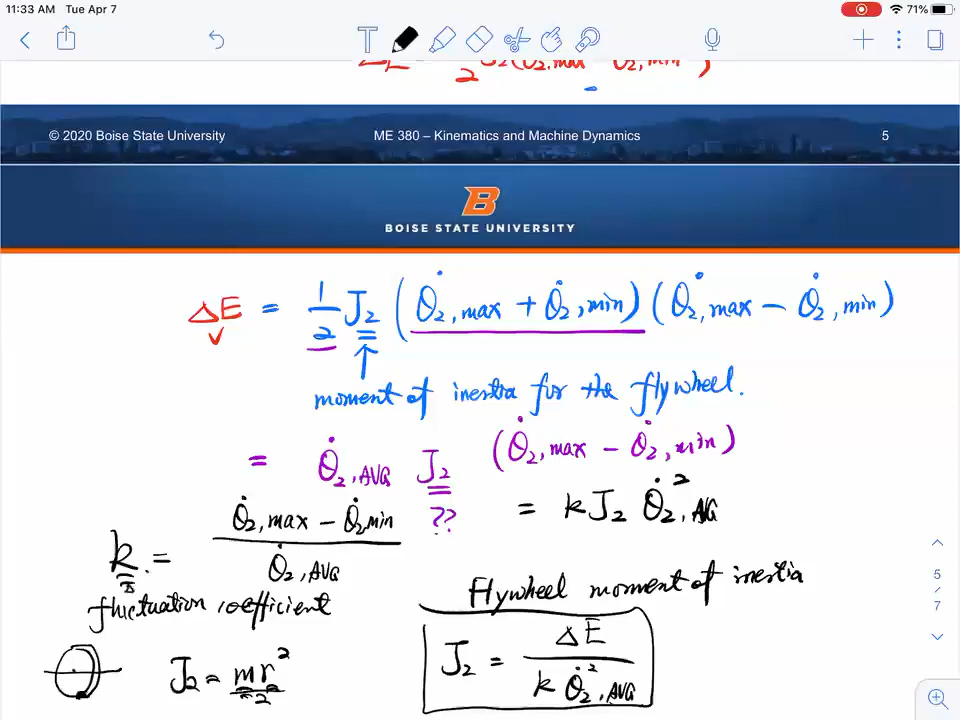 11:33 AM Tue Apr 7 71%
© 2020 Boise State University ME 380 – Kinematics and Machine Dynamics 5
B
BOISE STATE UNIVERSITY
ΔE = 1/2 J₂ (θ̇₂,max + θ̇₂,min) (θ̇₂,max − θ̇₂,min)
moment of inertia for the flywheel.
= θ̇₂,AVG J₂ (θ̇₂,max − θ̇₂,min)
?? = k J₂ θ̇₂²,AVG
k = (θ̇₂,max − θ̇₂min) / θ̇₂,AVG
fluctuation coefficient
Flywheel moment of inertia
J₂ = mr²/2
J₂ = ΔE / (k θ̇₂²,AVG)
5
/
7